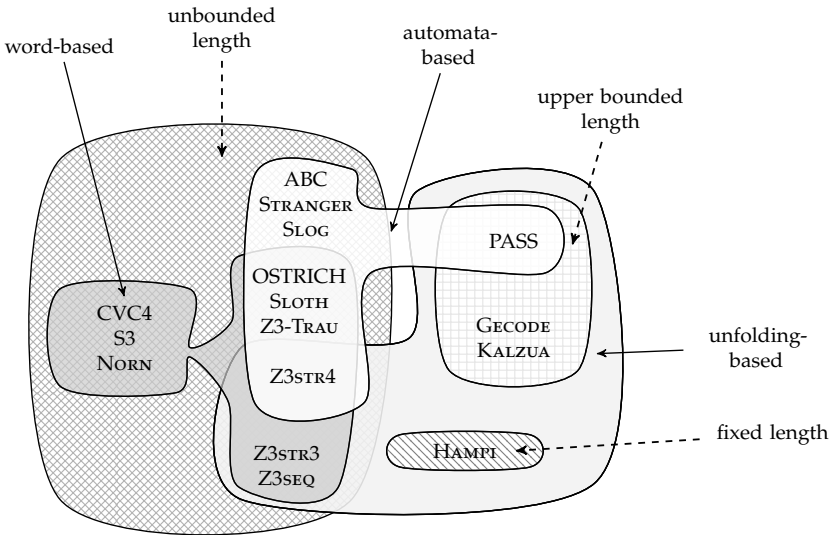 unbounded
length
word-based
automata-
based
upper bounded
length
ABC
STRANGER
SLOG
PASS
OSTRICH
SLOTH
Z3-TRAU
CVC4
S3
NORN
GECODE
KALZUA
unfolding-
based
Z3STR4
fixed length
Z3STR3
Z3SEQ
HAMPI